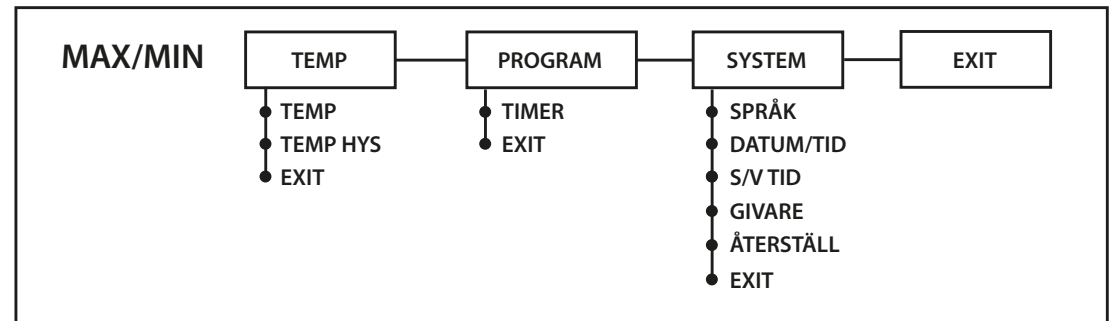 MAX/MIN TEMP PROGRAM SYSTEM EXIT
TEMP
TEMP HYS
EXIT
TIMER
EXIT
SPRÅK
DATUM/TID
S/V TID
GIVARE
ÅTERSTÄLL
EXIT